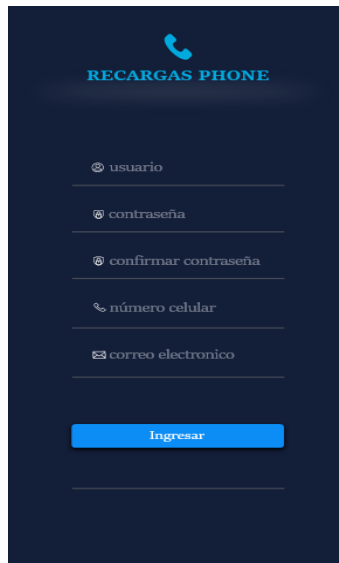 RECARGAS PHONE
usuario
contraseña
confirmar contraseña
número celular
correo electronico
Ingresar